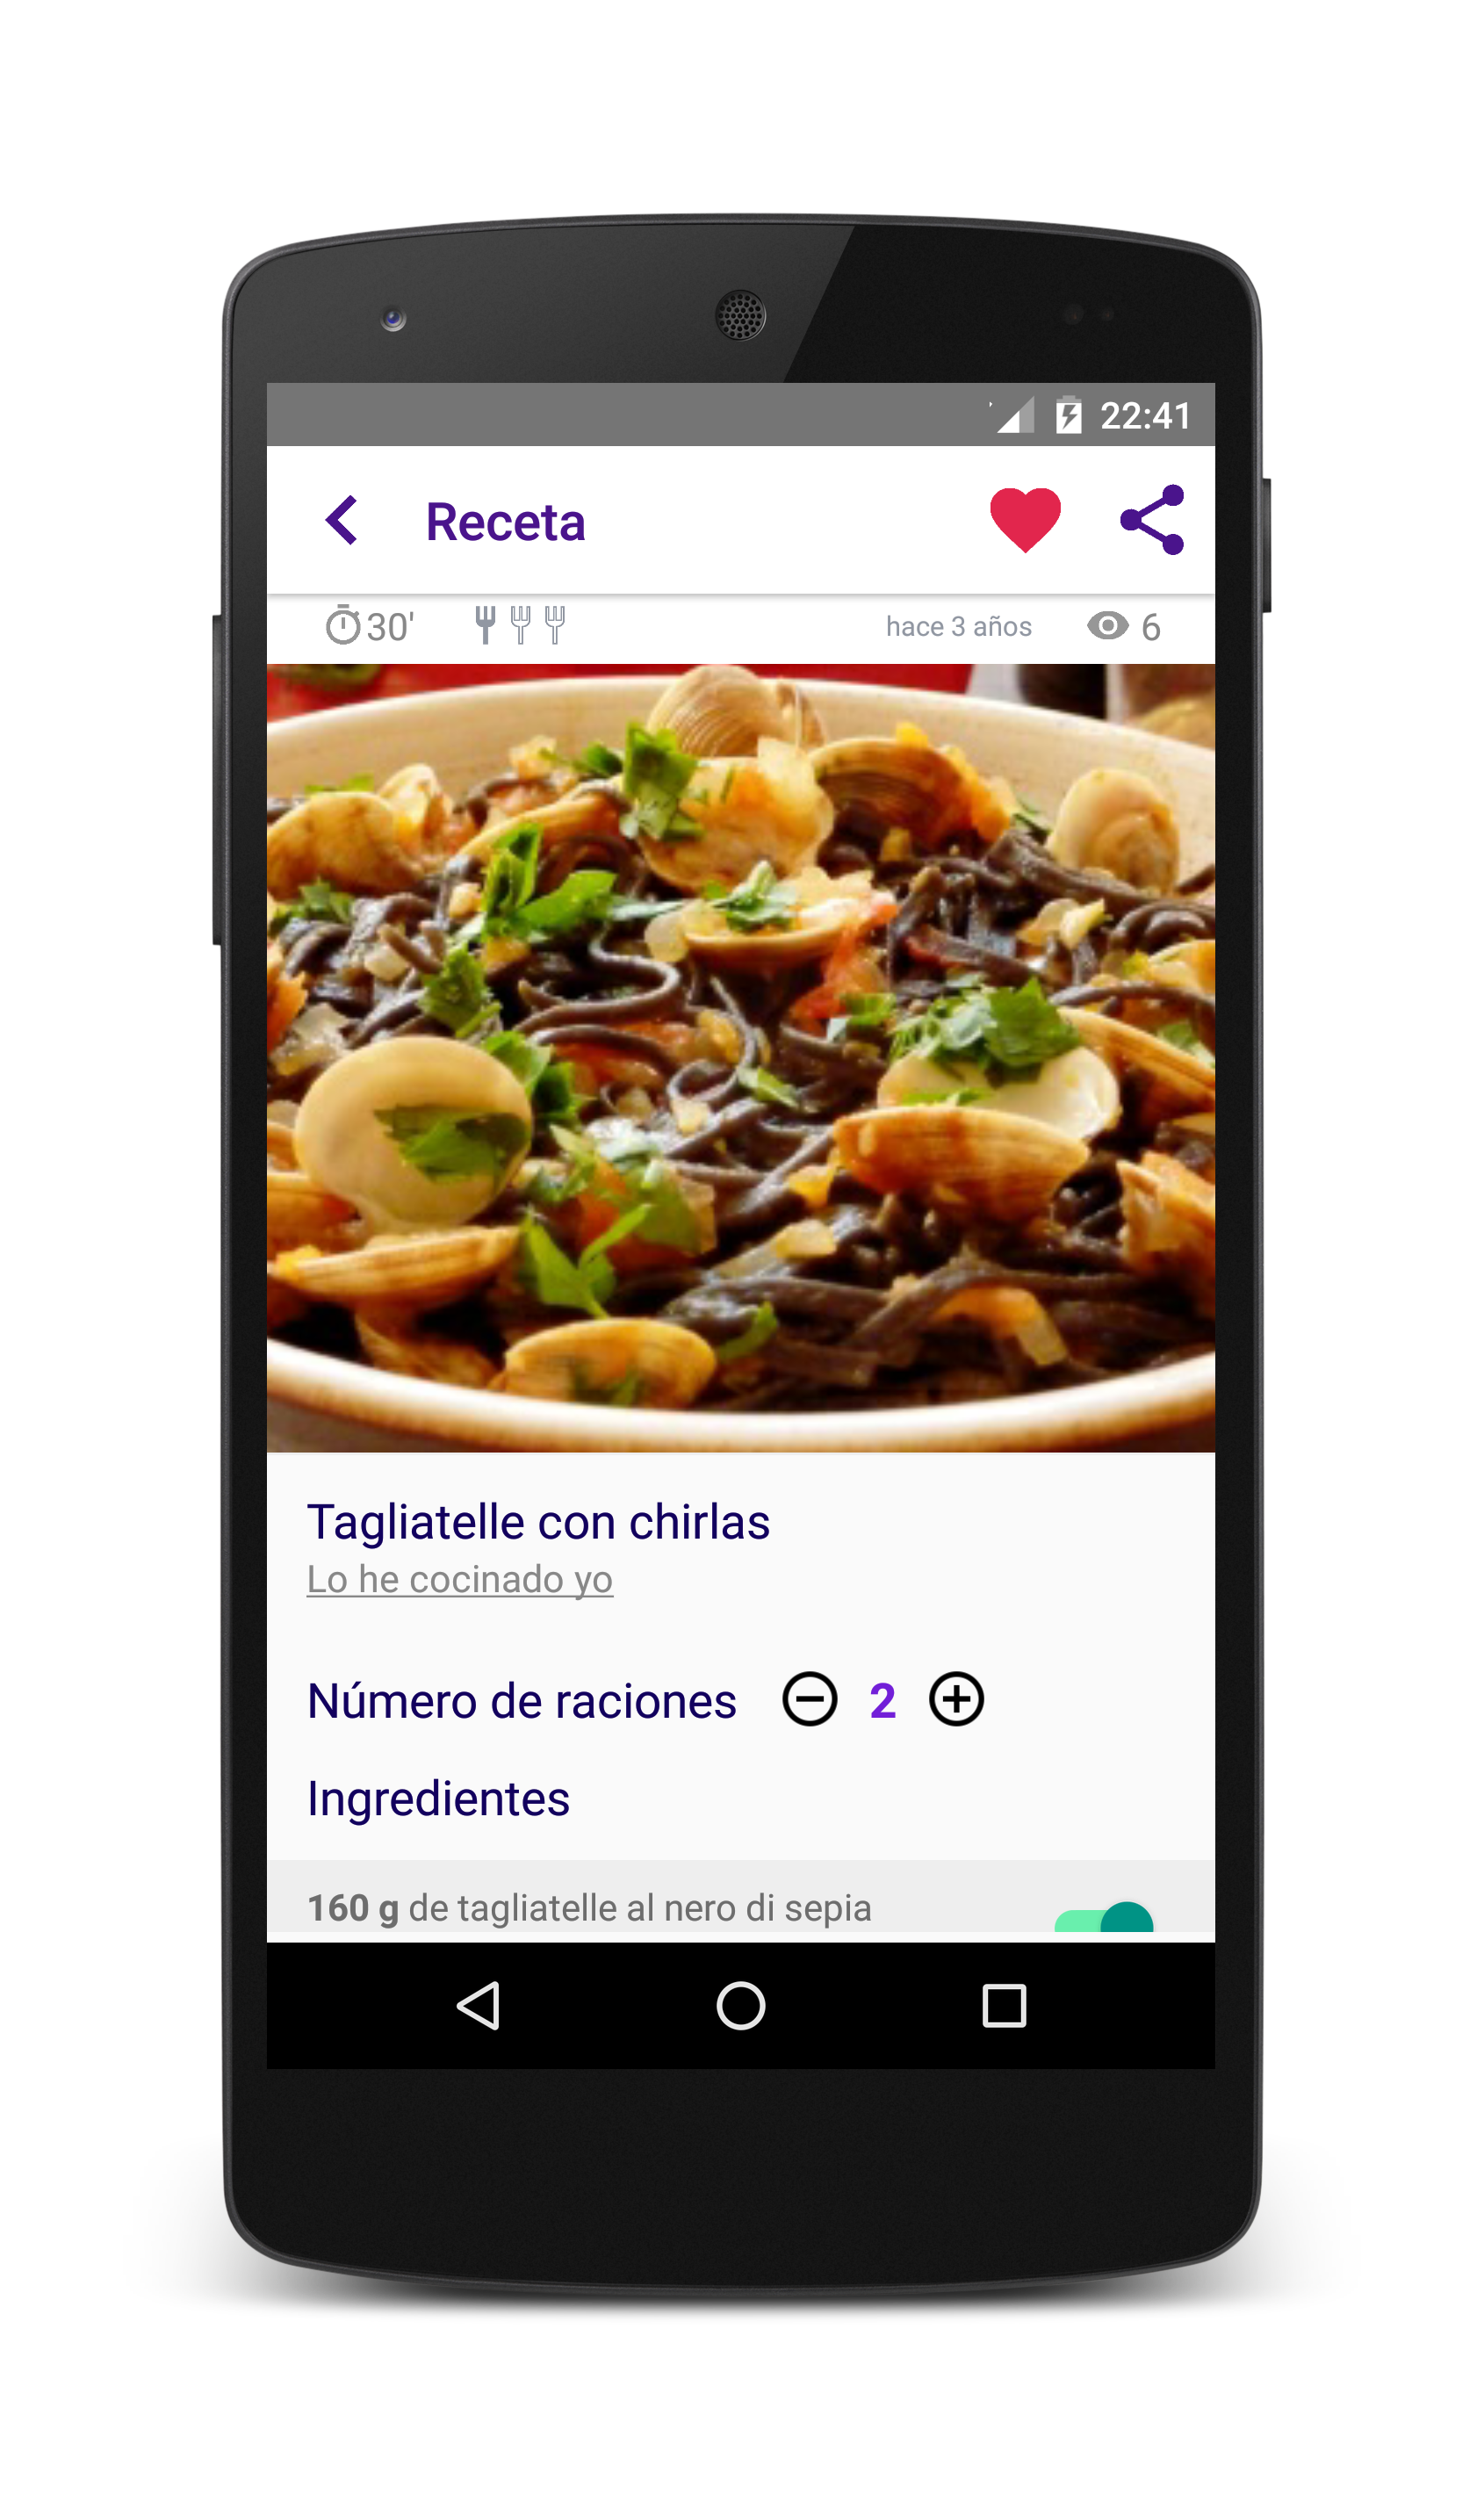 22:41
Receta
30' hace 3 años 6
Tagliatelle con chirlas
Lo he cocinado yo
Número de raciones 2
Ingredientes
160 g de tagliatelle al nero di sepia